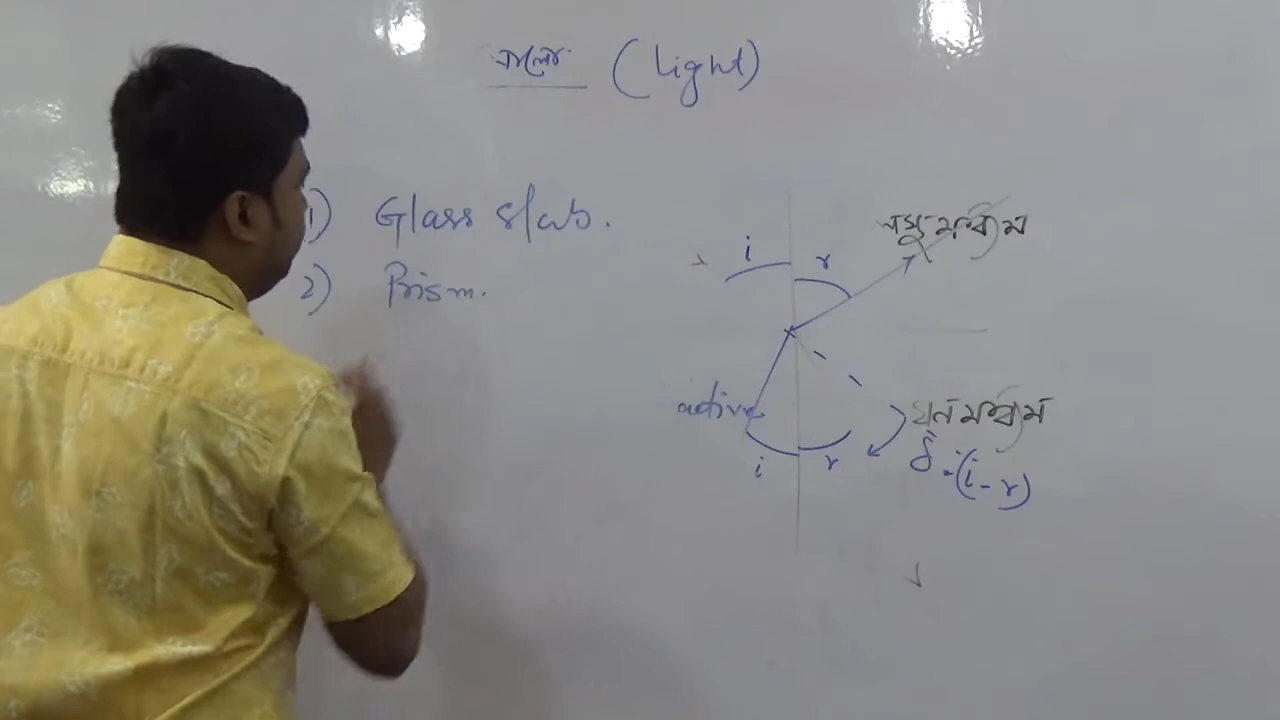 আলো (Light)
1) Glass slab.
2) Prism.
লঘু মাধ্যম
i r
active
ঘন মাধ্যম
i r
δ = (i - r)